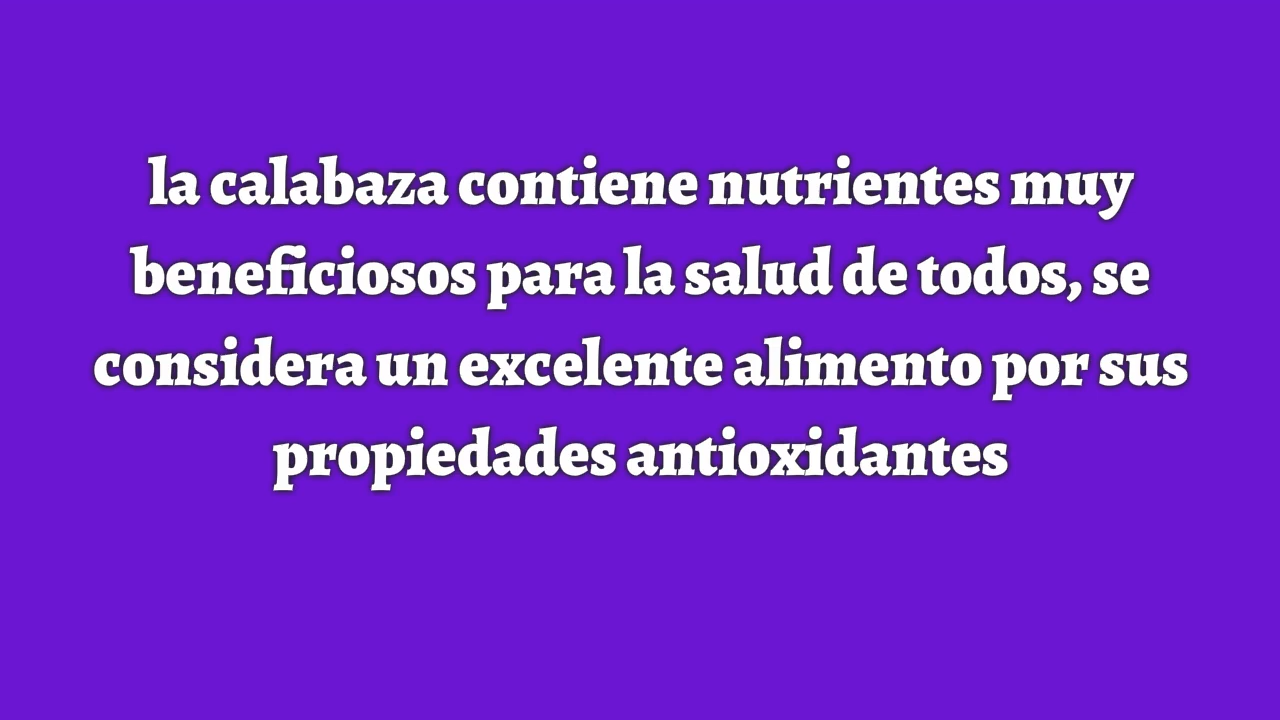 la calabaza contiene nutrientes muy
beneficiosos para la salud de todos, se
considera un excelente alimento por sus
propiedades antioxidantes